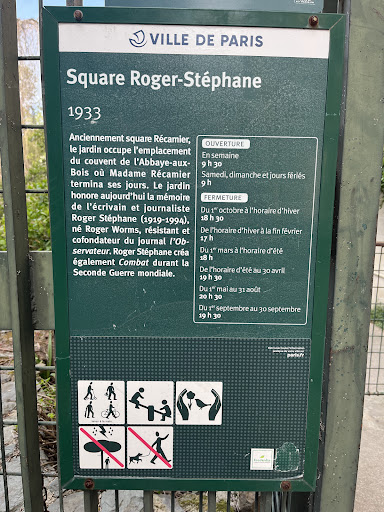 VILLE DE PARIS
Square Roger-Stéphane
1933
Anciennement square Récamier,
le jardin occupe l'emplacement
du couvent de l'Abbaye-aux-
Bois où Madame Récamier
termina ses jours. Le jardin
honore aujourd'hui la mémoire
de l'écrivain et journaliste
Roger Stéphane (1919-1994),
né Roger Worms, résistant et
cofondateur du journal l'Ob-
servateur. Roger Stéphane créa
également Combat durant la
Seconde Guerre mondiale.
OUVERTURE
En semaine
9 h 30
Samedi, dimanche et jours fériés
9 h
FERMETURE
Du 1er octobre à l'horaire d'hiver
18 h 30
De l'horaire d'hiver à la fin février
17 h
Du 1er mars à l'horaire d'été
18 h
De l'horaire d'été au 30 avril
19 h 30
Du 1er mai au 31 août
20 h 30
Du 1er septembre au 30 septembre
19 h 30
paris.fr